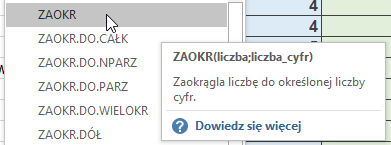 4
ZAOKR
4
ZAOKR.DO.CAŁK
ZAOKR.DO.NPARZ
ZAOKR(liczba;liczba_cyfr)
ZAOKR.DO.PARZ
Zaokrągla liczbę do określonej liczby
cyfr.
ZAOKR.DO.WIELOKR
ZAOKR.DÓŁ
Dowiedz się więcej